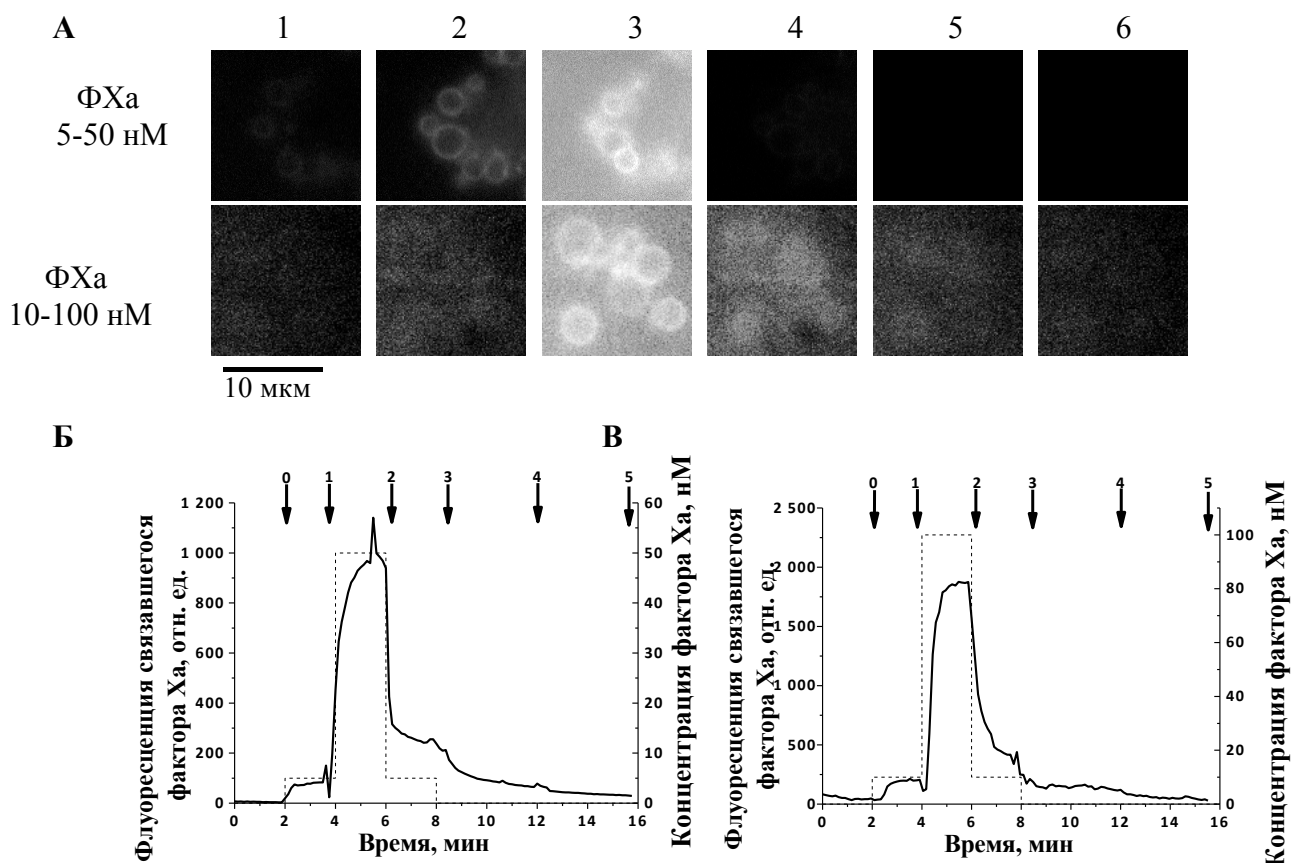 А 1 2 3 4 5 6
ФXa
5-50 нМ
ФXa
10-100 нМ
10 мкм
Б
Флуоресценция связавшегося
фактора Xa, отн. ед.
0 1 2 3 4 5
1 200
1 000
800
600
400
200
0
60
50
40
30
20
10
0
0 2 4 6 8 10 12 14 16
Время, мин
Концентрация фактора Xa, нМ
В
Флуоресценция связавшегося
фактора Xa, отн. ед.
0 1 2 3 4 5
2 500
2 000
1 500
1 000
500
250
0
100
80
60
40
20
0
0 2 4 6 8 10 12 14 16
Время, мин
Концентрация фактора Xa, нМ